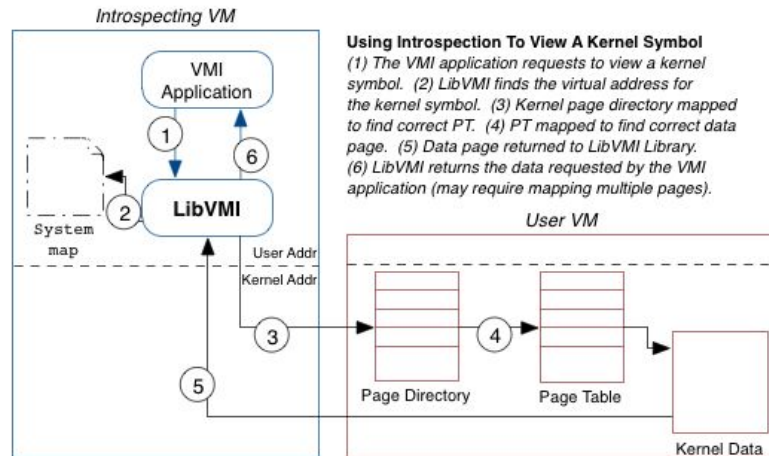 Introspecting VM
VMI
Application
1
6
LibVMI
2
System
map
User Addr
Kernel Addr
Using Introspection To View A Kernel Symbol
(1) The VMI application requests to view a kernel
symbol. (2) LibVMI finds the virtual address for
the kernel symbol. (3) Kernel page directory mapped
to find correct PT. (4) PT mapped to find correct data
page. (5) Data page returned to LibVMI Library.
(6) LibVMI returns the data requested by the VMI
application (may require mapping multiple pages).
User VM
3
4
5
Page Directory
Page Table
Kernel Data